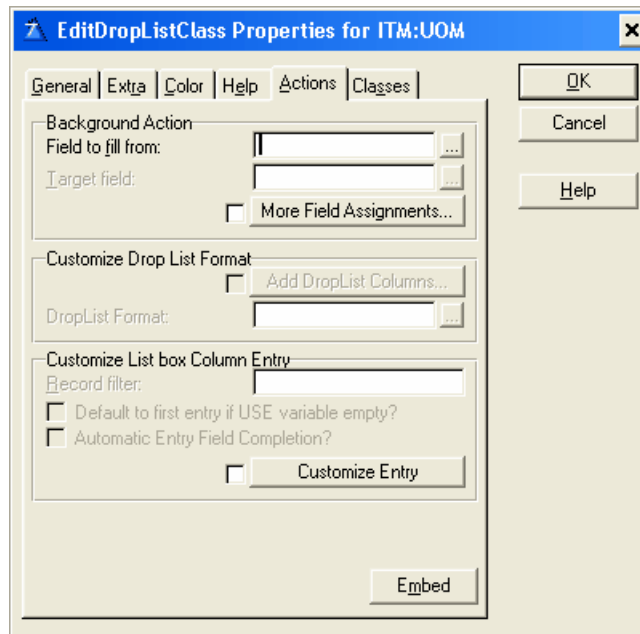 EditDropListClass Properties for ITM:UOM
General Extra Color Help Actions Classes
OK
Cancel
Help
Background Action
Field to fill from:
...
Target field:
...
More Field Assignments...
Customize Drop List Format
Add DropList Columns...
DropList Format:
...
Customize List box Column Entry
Record filter:
Default to first entry if USE variable empty?
Automatic Entry Field Completion?
Customize Entry
Embed